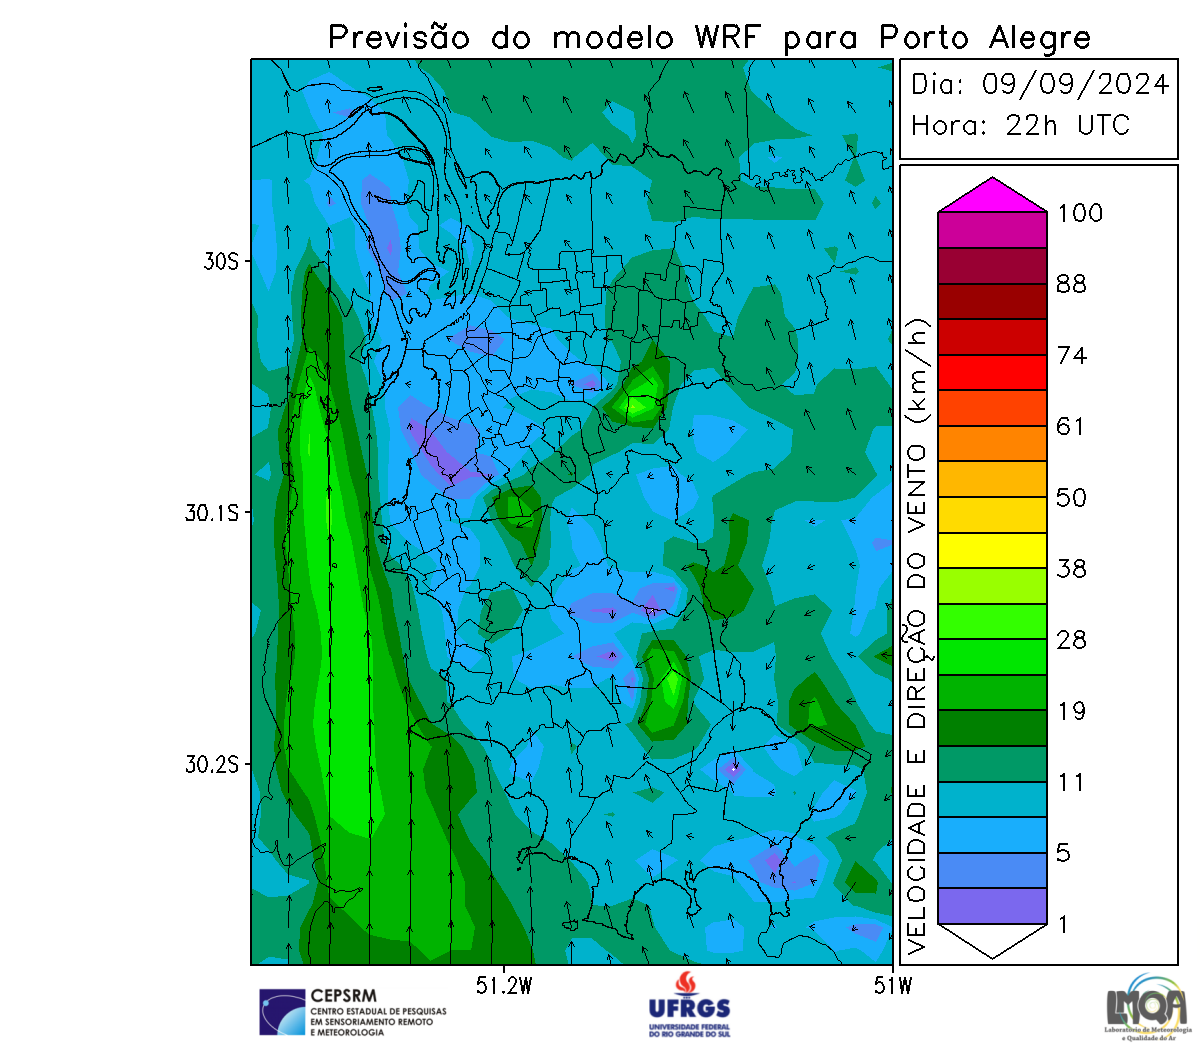 Previsão do modelo WRF para Porto Alegre
Dia: 09/09/2024
Hora: 22h UTC
30S
30.1S
30.2S
51.2W
51W
VELOCIDADE E DIREÇÃO DO VENTO (km/h)
100
88
74
61
50
38
28
19
11
5
1
CEPSRM
CENTRO ESTADUAL DE PESQUISAS
EM SENSORIAMENTO REMOTO
E METEOROLOGIA
UFRGS
UNIVERSIDADE FEDERAL
DO RIO GRANDE DO SUL
LMQA
Laboratório de Meteorologia
e Qualidade do Ar